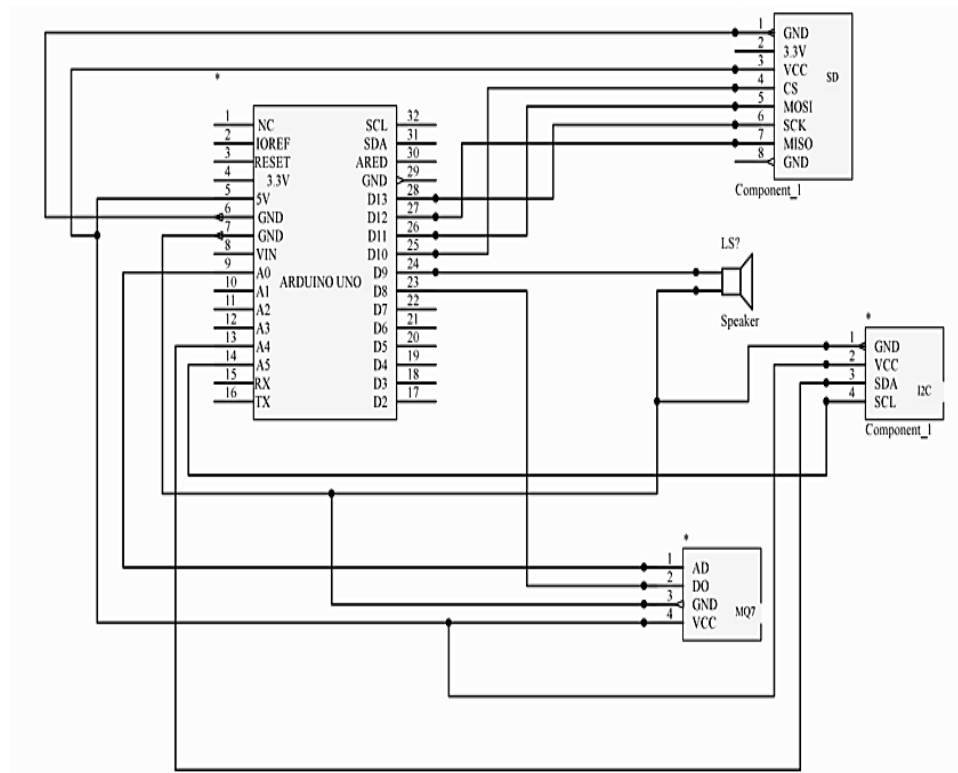 *
1 NC
2 IOREF
3 RESET
4 3.3V
5 5V
6 GND
7 GND
8 VIN
9 A0
10 A1
11 A2
12 A3
13 A4
14 A5
15 RX
16 TX
ARDUINO UNO
SCL 32
SDA 31
ARED 30
GND 29
D13 28
D12 27
D11 26
D10 25
D9 24
D8 23
D7 22
D6 21
D5 20
D4 19
D3 18
D2 17
1 GND
2 3.3V
3 VCC
4 CS
5 MOSI
6 SCK
7 MISO
8 GND
SD
Component_1
LS?
Speaker
*
1 GND
2 VCC
3 SDA
4 SCL
I2C
Component_1
*
1 AD
2 DO
3 GND
4 VCC
MQ7